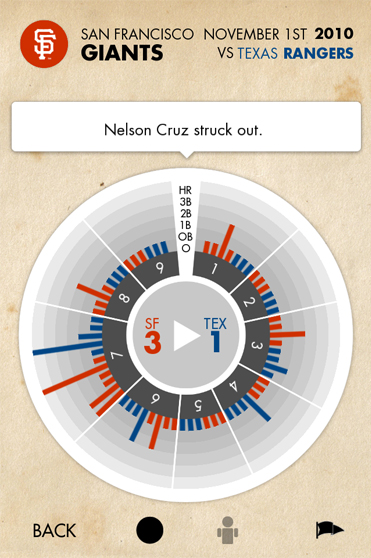 SF
SAN FRANCISCO
GIANTS
NOVEMBER 1ST 2010
VS TEXAS RANGERS
Nelson Cruz struck out.
HR
3B
2B
1B
OB
O
1
2
3
4
5
6
7
8
9
SF
3
TEX
1
BACK